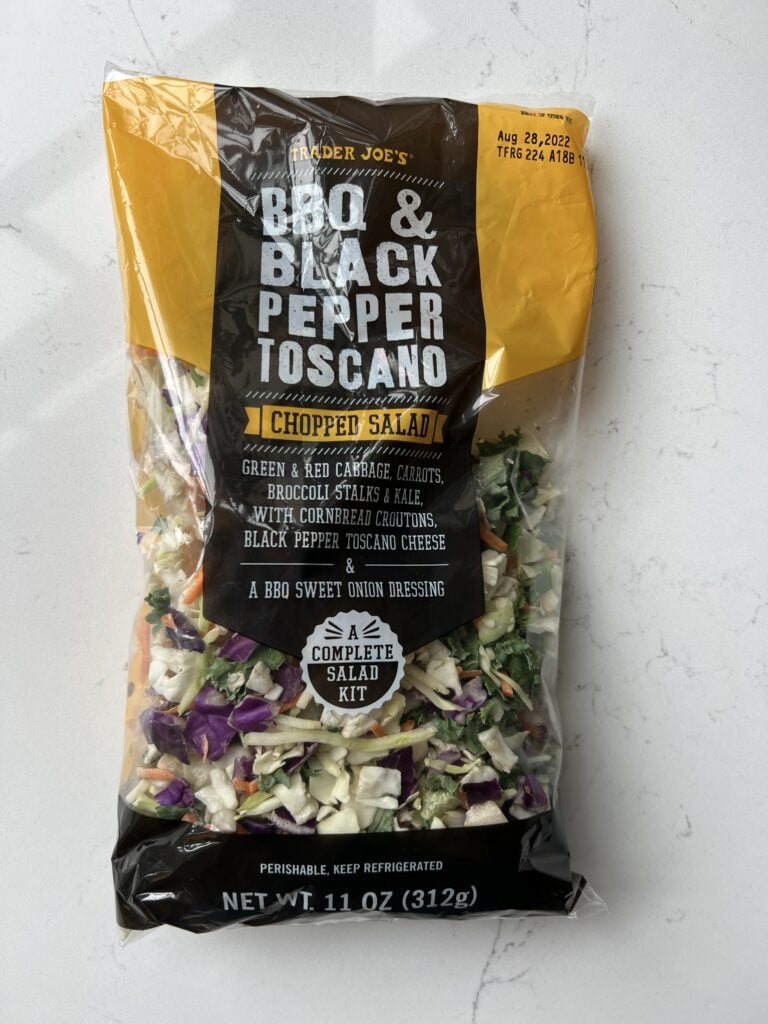 Aug 28,2022
TFRG 224 A18B
TRADER JOE'S
BBQ &
BLACK
PEPPER
TOSCANO
CHOPPED SALAD
GREEN & RED CABBAGE, CARROTS,
BROCCOLI STALKS & KALE,
WITH CORNBREAD CROUTONS,
BLACK PEPPER TOSCANO CHEESE
&
A BBQ SWEET ONION DRESSING
A
COMPLETE
SALAD
KIT
PERISHABLE, KEEP REFRIGERATED
NET WT. 11 OZ (312g)